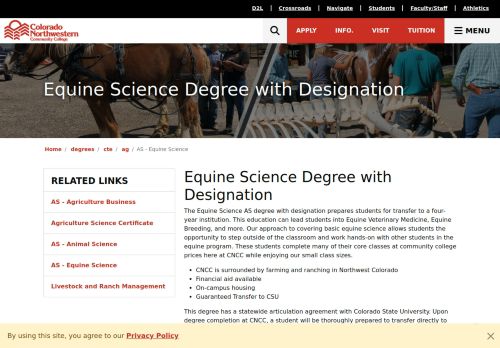 D2L | Crossroads | Navigate | Students | Faculty/Staff | Athletics
Colorado
Northwestern
Community College
APPLY INFO. VISIT TUITION MENU
Equine Science Degree with Designation
Home / degrees / cte / ag / AS - Equine Science
RELATED LINKS
AS - Agriculture Business
Agriculture Science Certificate
AS - Animal Science
AS - Equine Science
Livestock and Ranch Management
Equine Science Degree with
Designation
The Equine Science AS degree with designation prepares students for transfer to a four-
year institution. This education can lead students into Equine Veterinary Medicine, Equine
Breeding, and more. Our approach to covering basic equine science allows students the
opportunity to step outside of the classroom and work hands-on with other students in the
equine program. These students complete many of their core classes at community college
prices here at CNCC while enjoying our small class sizes.
• CNCC is surrounded by farming and ranching in Northwest Colorado
• Financial aid available
• On-campus housing
• Guaranteed Transfer to CSU
This degree has a statewide articulation agreement with Colorado State University. Upon
degree completion at CNCC, a student will be thoroughly prepared to transfer directly to
By using this site, you agree to our Privacy Policy